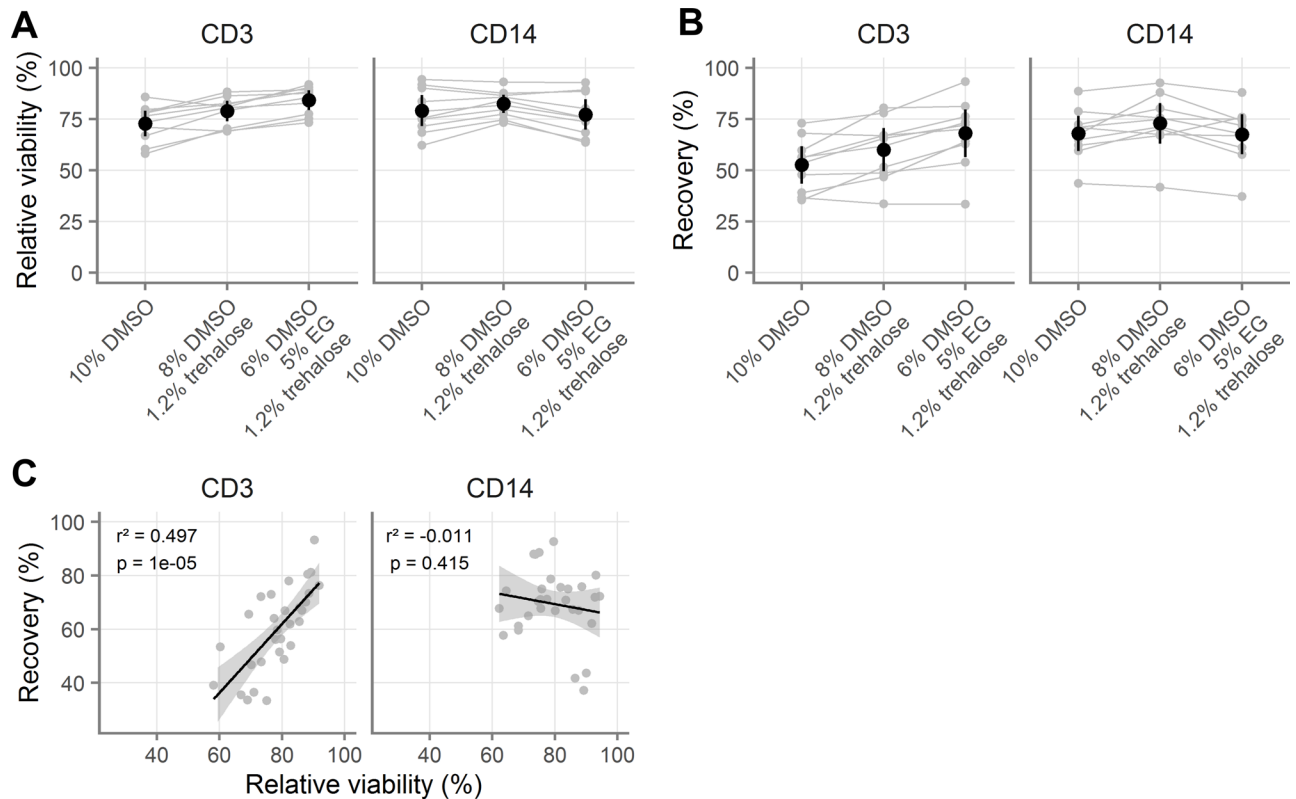 A
CD3
CD14
Relative viability (%)
100
75
50
25
0
10% DMSO
8% DMSO
1.2% trehalose
6% DMSO
5% EG
1.2% trehalose
10% DMSO
8% DMSO
1.2% trehalose
6% DMSO
5% EG
1.2% trehalose
B
CD3
CD14
Recovery (%)
100
75
50
25
0
10% DMSO
8% DMSO
1.2% trehalose
6% DMSO
5% EG
1.2% trehalose
10% DMSO
8% DMSO
1.2% trehalose
6% DMSO
5% EG
1.2% trehalose
C
CD3
CD14
Recovery (%)
100
80
60
40
r² = 0.497
p = 1e-05
r² = -0.011
p = 0.415
40 60 80 100
40 60 80 100
Relative viability (%)